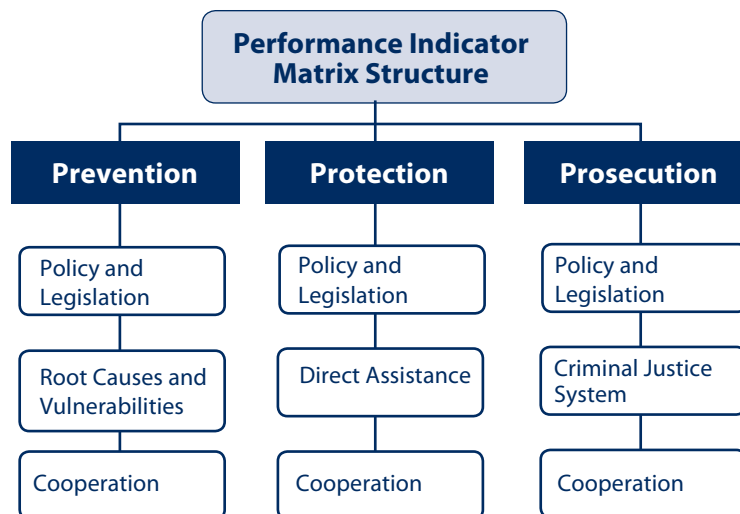 Performance Indicator
Matrix Structure
Prevention
Protection
Prosecution
Policy and
Legislation
Policy and
Legislation
Policy and
Legislation
Root Causes and
Vulnerabilities
Direct Assistance
Criminal Justice
System
Cooperation
Cooperation
Cooperation